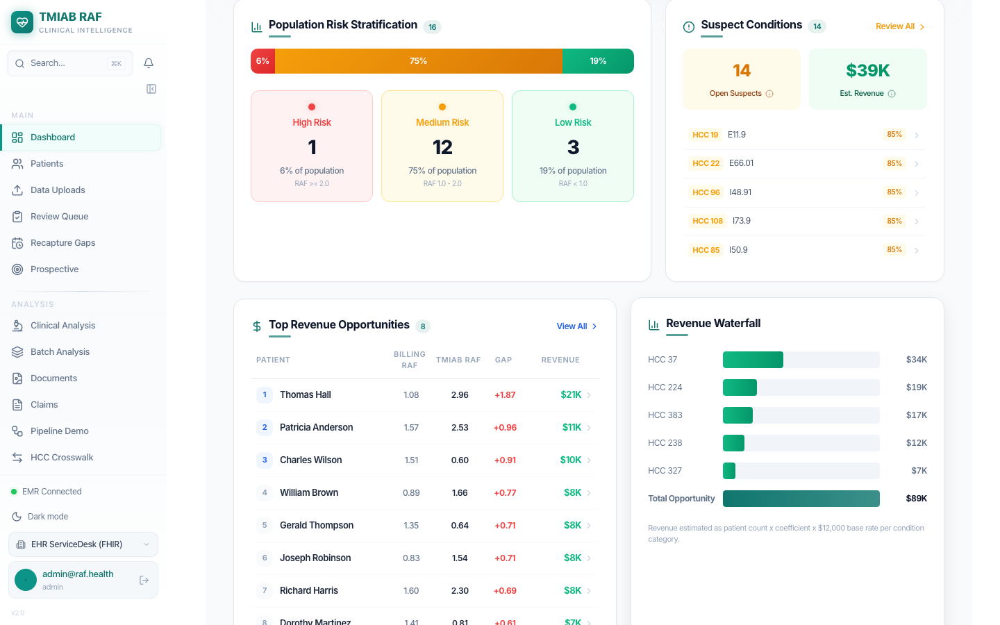 TMIAB RAF
CLINICAL INTELLIGENCE
Search...
⌘K
MAIN
Dashboard
Patients
Data Uploads
Review Queue
Recapture Gaps
Prospective
ANALYSIS
Clinical Analysis
Batch Analysis
Documents
Claims
Pipeline Demo
HCC Crosswalk
EMR Connected
Dark mode
EHR ServiceDesk (FHIR)
admin@raf.health
admin
v2.0
Population Risk Stratification 16
6% 75% 19%
High Risk
1
6% of population
RAF >= 2.0
Medium Risk
12
75% of population
RAF 1.0 - 2.0
Low Risk
3
19% of population
RAF < 1.0
Suspect Conditions 14 Review All
14
Open Suspects
$39K
Est. Revenue
HCC 19 E11.9 85%
HCC 22 E66.01 85%
HCC 96 I48.91 85%
HCC 108 I73.9 85%
HCC 85 I50.9 85%
Top Revenue Opportunities 8 View All
PATIENT BILLING RAF TMIAB RAF GAP REVENUE
1 Thomas Hall 1.08 2.96 +1.87 $21K
2 Patricia Anderson 1.57 2.53 +0.96 $11K
3 Charles Wilson 1.51 0.60 +0.91 $10K
4 William Brown 0.89 1.66 +0.77 $8K
5 Gerald Thompson 1.35 0.64 +0.71 $8K
6 Joseph Robinson 0.83 1.54 +0.71 $8K
7 Richard Harris 1.60 2.30 +0.69 $8K
8 Dorothy Martinez 1.41 0.81 +0.61 $7K
Revenue Waterfall
HCC 37 $34K
HCC 224 $19K
HCC 383 $17K
HCC 238 $12K
HCC 327 $7K
Total Opportunity $89K
Revenue estimated as patient count x coefficient x $12,000 base rate per condition
category.